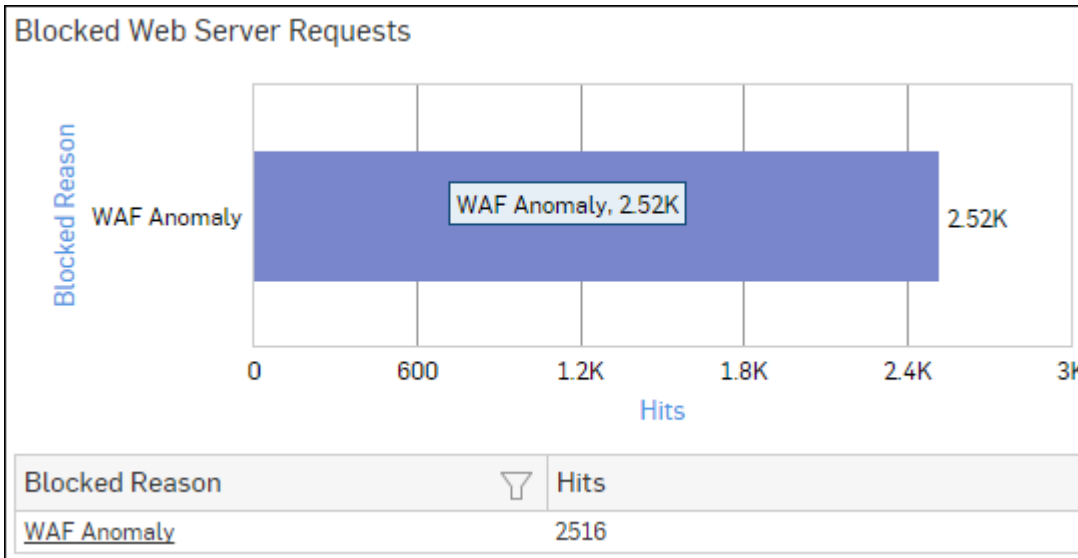 Blocked Web Server Requests
Blocked Reason
WAF Anomaly
WAF Anomaly, 2.52K
2.52K
0 600 1.2K 1.8K 2.4K 3K
Hits
Blocked Reason Hits
WAF Anomaly 2516